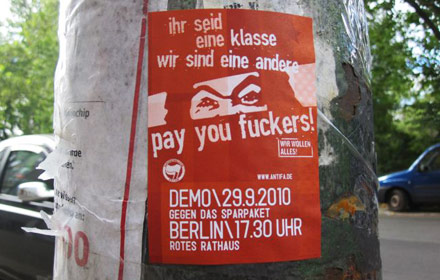 ihr seid
eine klasse
wir sind eine andere
pay you fuckers!
WIR WOLLEN
ALLES!
WWW.ANTIFA.DE
DEMO\29.9.2010
GEGEN DAS SPARPAKET
BERLIN\17.30 UHR
ROTES RATHAUS